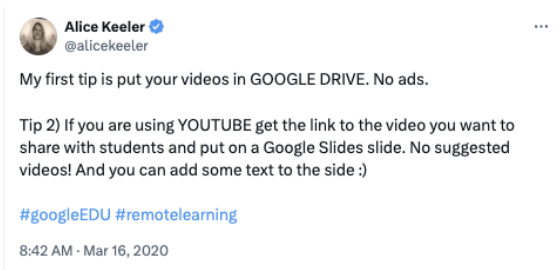 Alice Keeler
@alicekeeler
My first tip is put your videos in GOOGLE DRIVE. No ads.
Tip 2) If you are using YOUTUBE get the link to the video you want to
share with students and put on a Google Slides slide. No suggested
videos! And you can add some text to the side :)
#googleEDU #remotelearning
8:42 AM · Mar 16, 2020